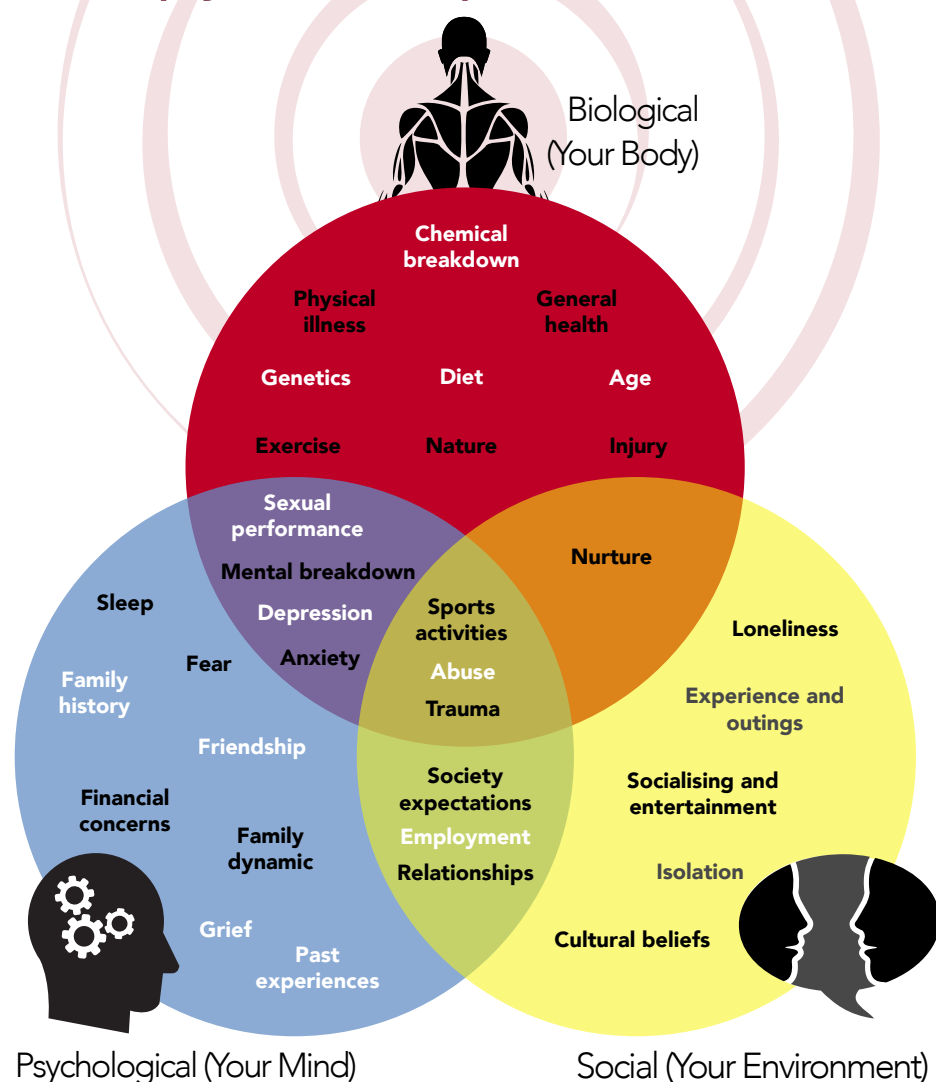 Biological
(Your Body)
Chemical
breakdown
Physical
illness
General
health
Genetics
Diet
Age
Exercise
Nature
Injury
Sexual
performance
Mental breakdown
Depression
Anxiety
Nurture
Sports
activities
Abuse
Trauma
Sleep
Fear
Family
history
Friendship
Financial
concerns
Family
dynamic
Grief
Past
experiences
Society
expectations
Employment
Relationships
Loneliness
Experience and
outings
Socialising and
entertainment
Isolation
Cultural beliefs
Psychological (Your Mind)
Social (Your Environment)